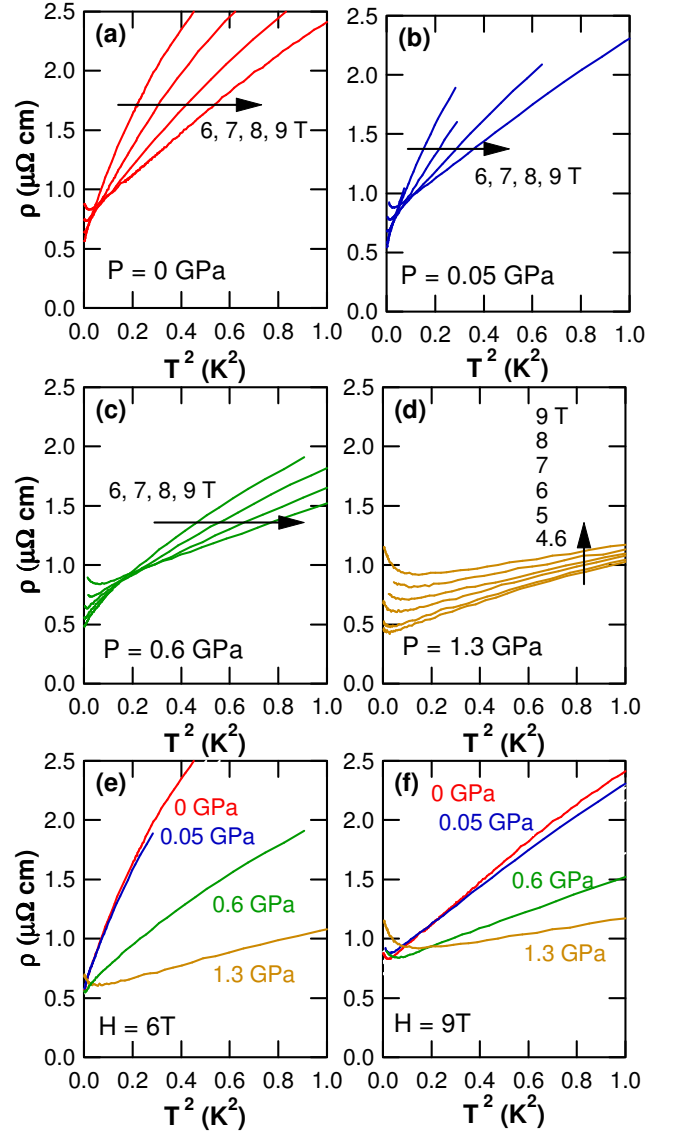 (a)
2.5
2.0
1.5
1.0
0.5
0.0
ρ (μΩ cm)
6, 7, 8, 9 T
P = 0 GPa
0.0 0.2 0.4 0.6 0.8 1.0
T 2 (K2)
(b)
2.5
2.0
1.5
1.0
0.5
0.0
6, 7, 8, 9 T
P = 0.05 GPa
0.0 0.2 0.4 0.6 0.8 1.0
T 2 (K2)
(c)
2.5
2.0
1.5
1.0
0.5
0.0
ρ (μΩ cm)
6, 7, 8, 9 T
P = 0.6 GPa
0.0 0.2 0.4 0.6 0.8 1.0
T 2 (K2)
(d)
2.5
2.0
1.5
1.0
0.5
0.0
9 T
8
7
6
5
4.6
P = 1.3 GPa
0.0 0.2 0.4 0.6 0.8 1.0
T 2 (K2)
(e)
2.5
2.0
1.5
1.0
0.5
0.0
ρ (μΩ cm)
0 GPa
0.05 GPa
0.6 GPa
1.3 GPa
H = 6T
0.0 0.2 0.4 0.6 0.8 1.0
T 2 (K2)
(f)
2.5
2.0
1.5
1.0
0.5
0.0
0 GPa
0.05 GPa
0.6 GPa
1.3 GPa
H = 9T
0.0 0.2 0.4 0.6 0.8 1.0
T 2 (K2)